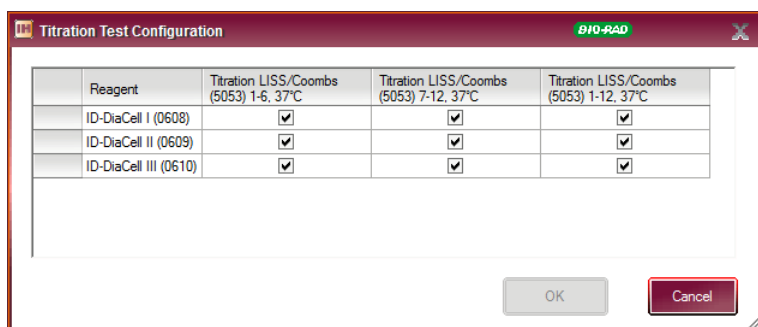 IH Titration Test Configuration BIO-RAD X
Reagent Titration LISS/Coombs (5053) 1-6, 37°C Titration LISS/Coombs (5053) 7-12, 37°C Titration LISS/Coombs (5053) 1-12, 37°C
ID-DiaCell I (0608)
ID-DiaCell II (0609)
ID-DiaCell III (0610)
OK Cancel